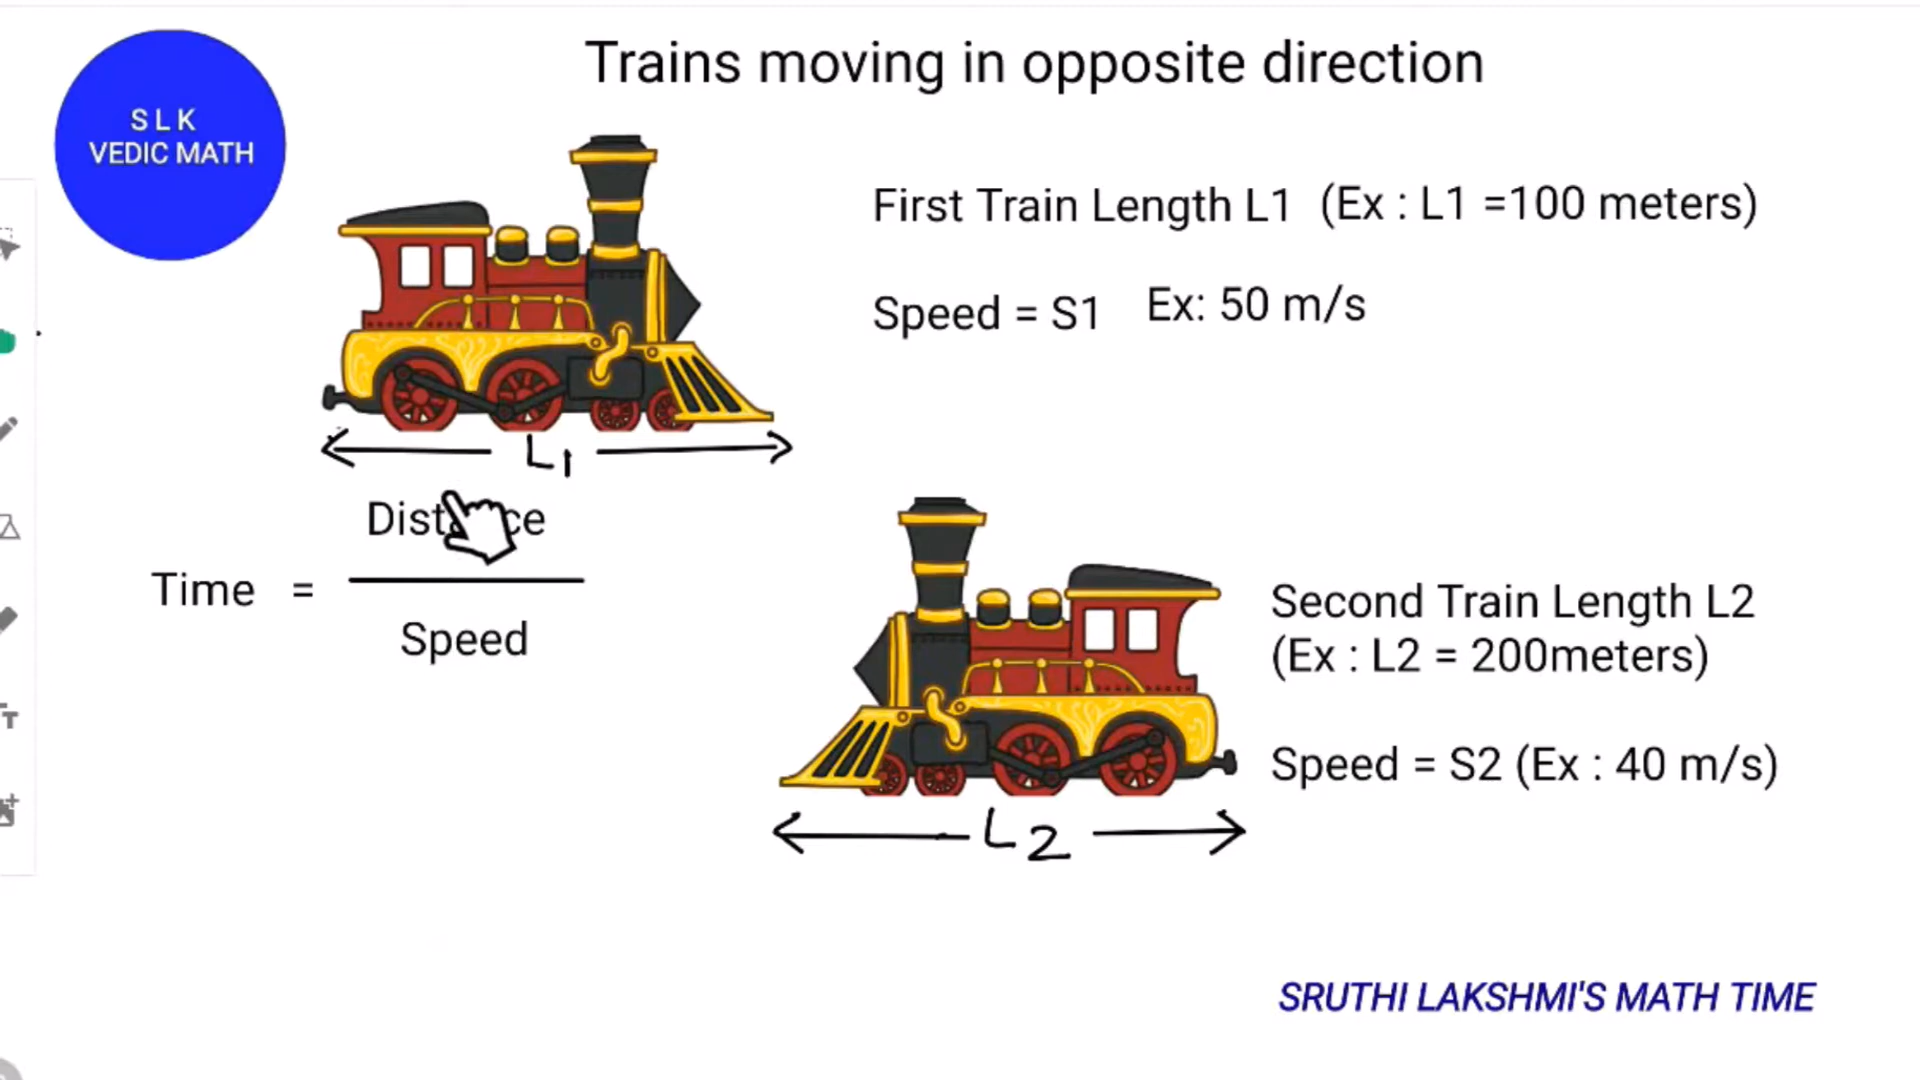 Trains moving in opposite direction
S L K
VEDIC MATH
First Train Length L1 (Ex : L1 =100 meters)
Speed = S1 Ex: 50 m/s
L1
Distance
Time =
Speed
Second Train Length L2
(Ex : L2 = 200meters)
Speed = S2 (Ex : 40 m/s)
L2
SRUTHI LAKSHMI'S MATH TIME